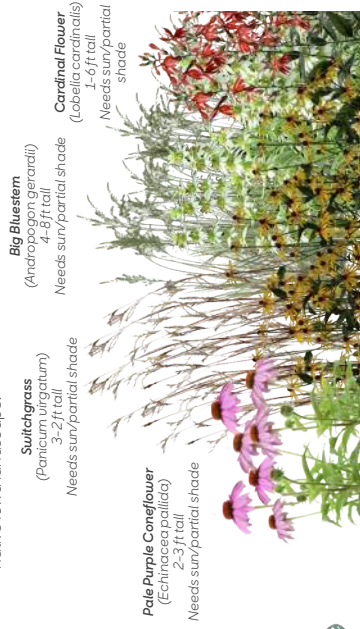 Pale Purple Coneflower
(Echinacea pallida)
2-3 ft tall
Needs sun/partial shade
Switchgrass
(Panicum virgatum)
3-2 ft tall
Needs sun/partial shade
Big Bluestem
(Andropogon gerardii)
4-8 ft tall
Needs sun/partial shade
Cardinal Flower
(Lobelia cardinalis)
1-6 ft tall
Needs sun/partial
shade